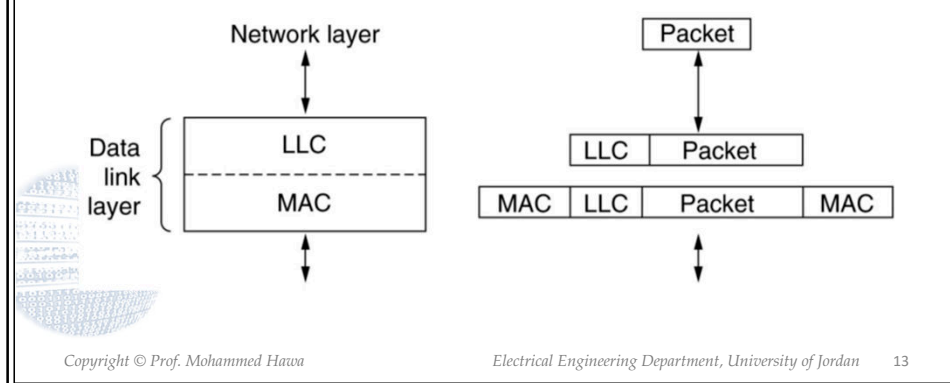 Network layer
Packet
Data
link
layer
LLC
MAC
LLC Packet
MAC LLC Packet MAC
Copyright © Prof. Mohammed Hawa
Electrical Engineering Department, University of Jordan 13